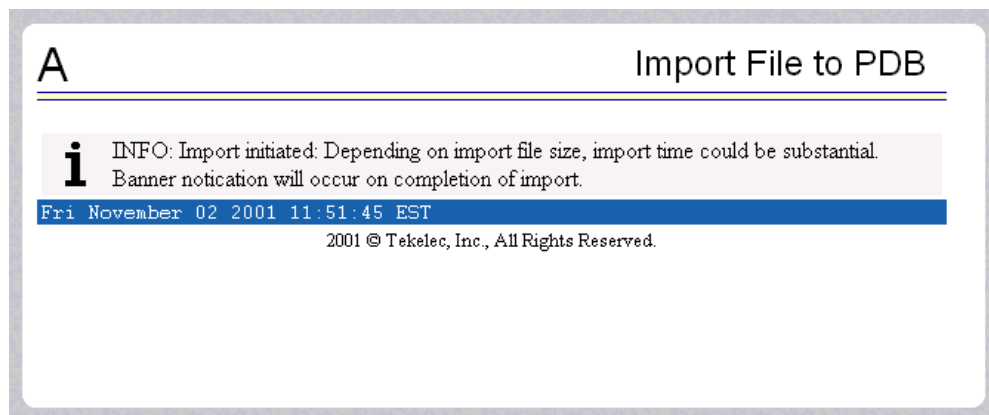 A
Import File to PDB
i
INFO: Import initiated: Depending on import file size, import time could be substantial.
Banner notication will occur on completion of import.
Fri November 02 2001 11:51:45 EST
2001 © Tekelec, Inc., All Rights Reserved.